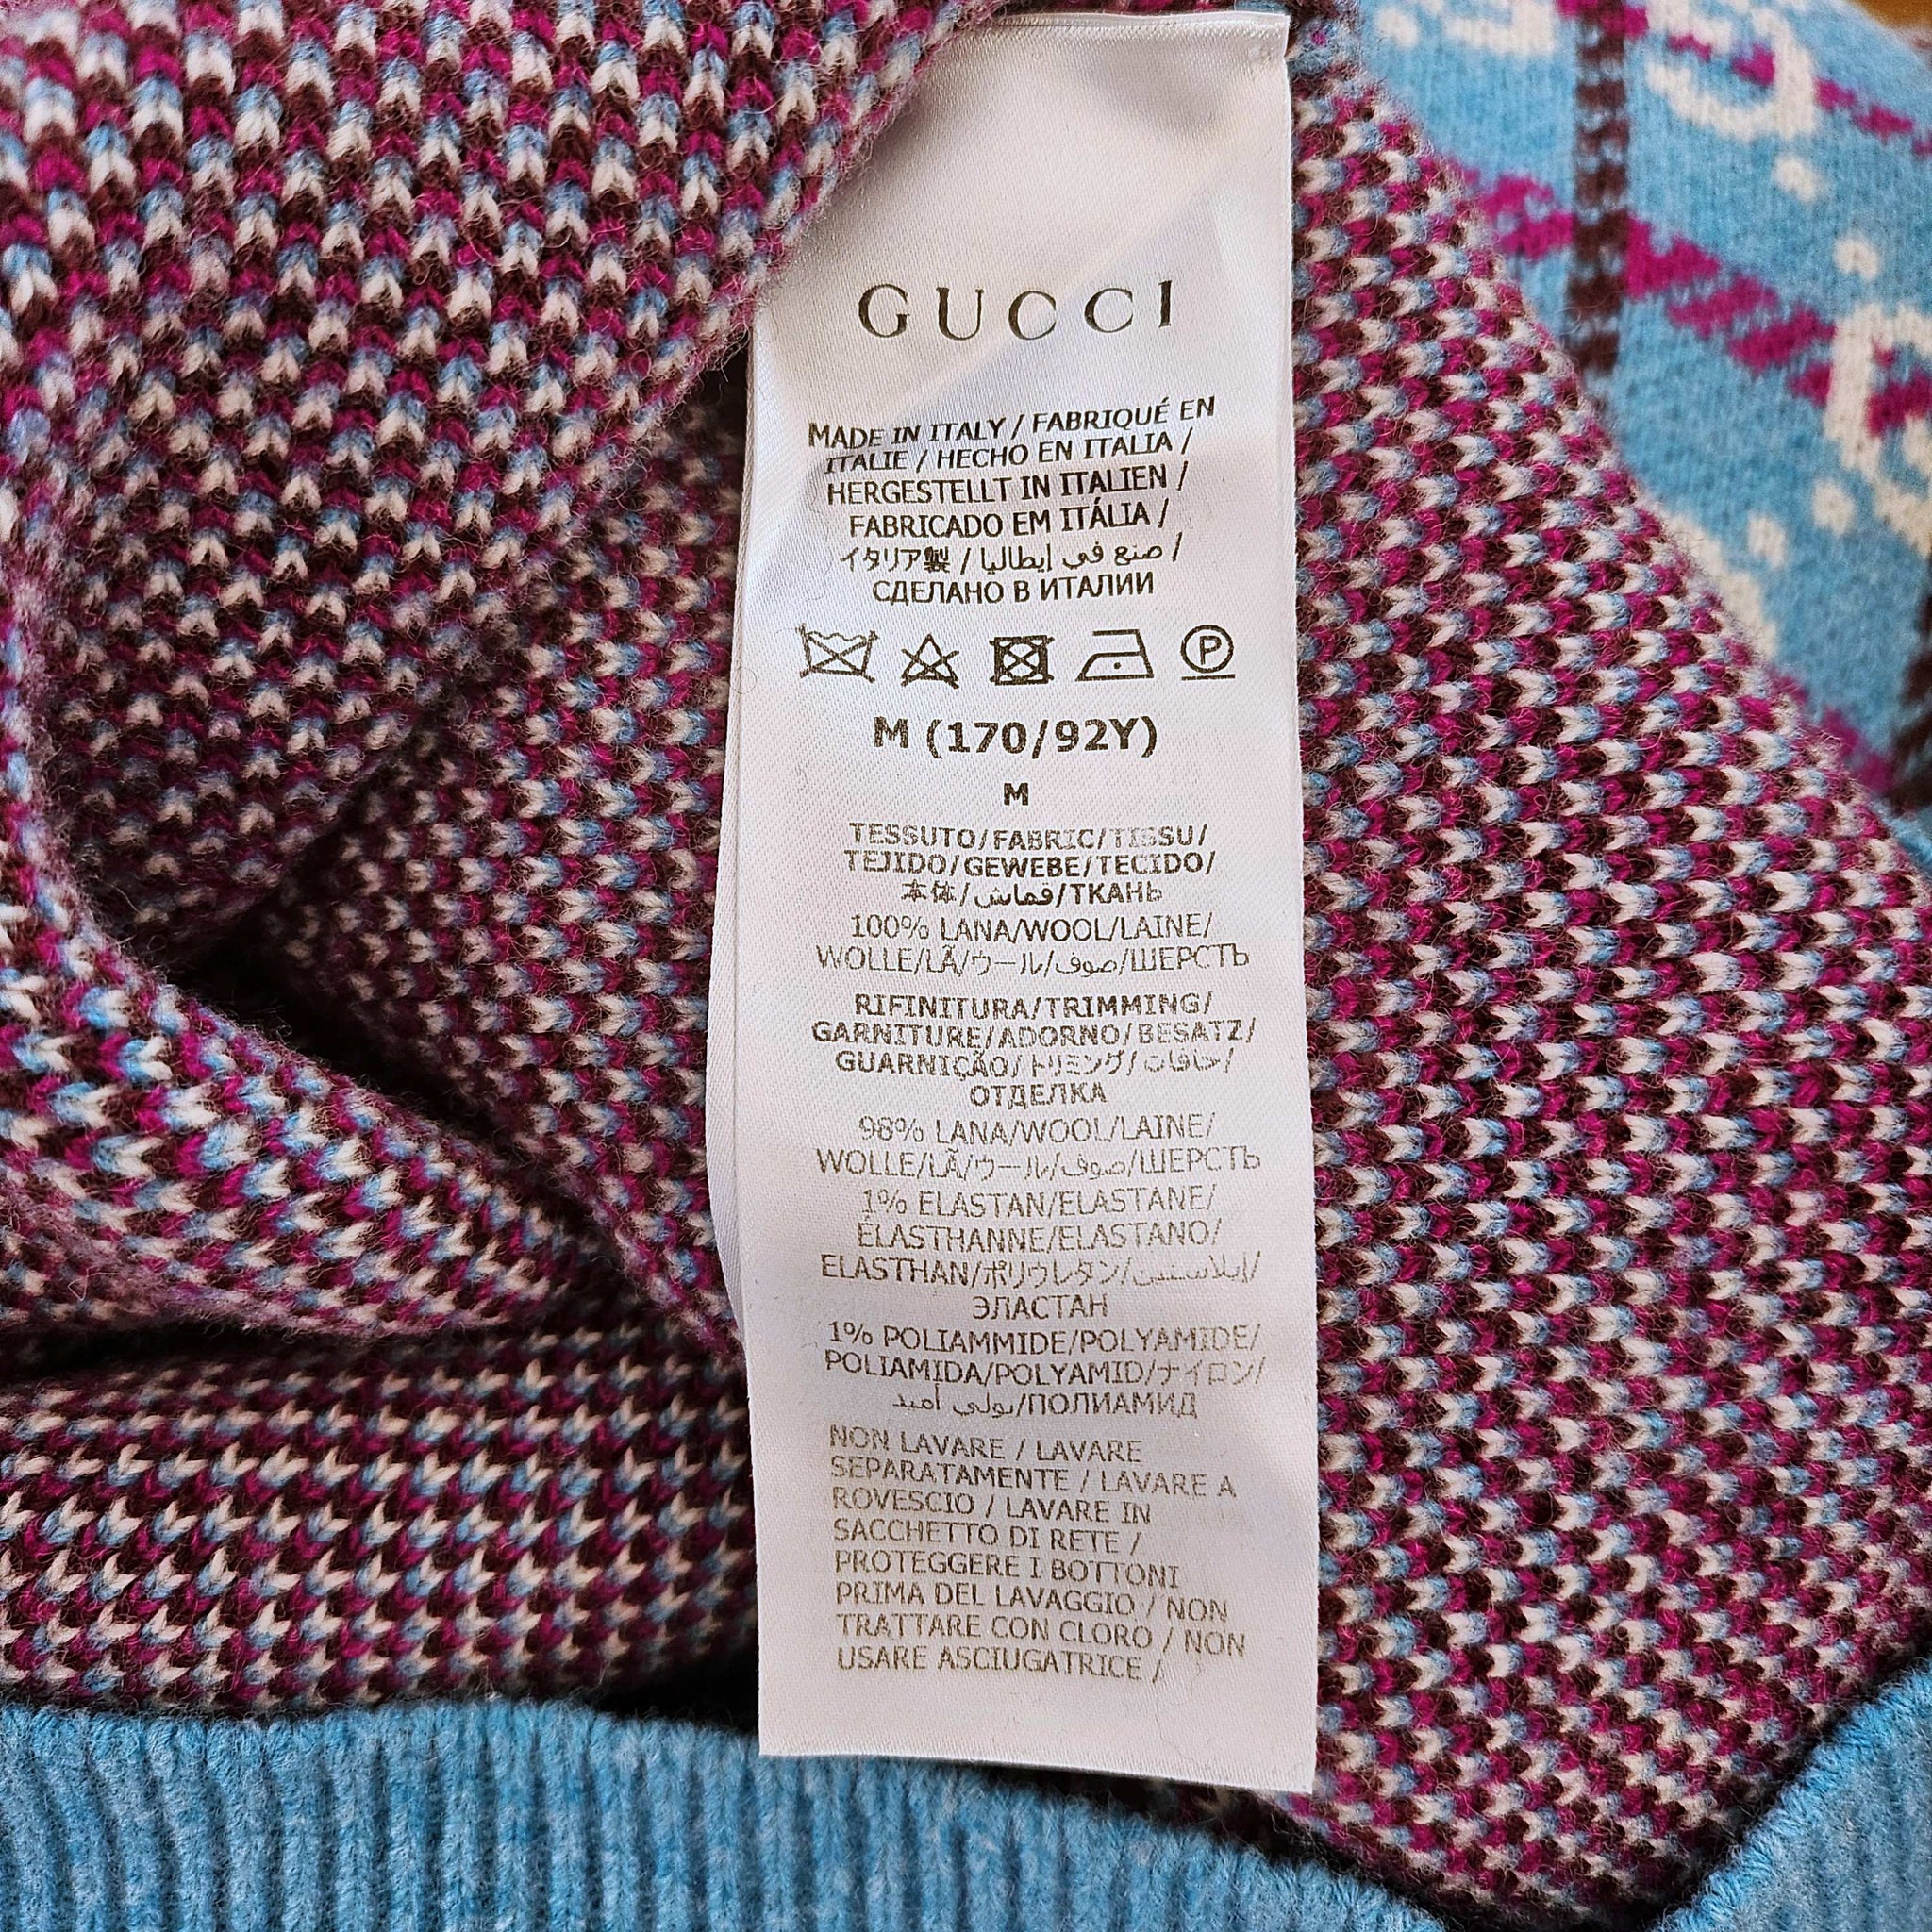 GUCCI
MADE IN ITALY / FABRIQUÉ EN
ITALIE / HECHO EN ITALIA /
HERGESTELLT IN ITALIEN /
FABRICADO EM ITÁLIA /
イタリア製 / صنع في إيطاليا /
СДЕЛАНО В ИТАЛИИ
P
M (170/92Y)
M
TESSUTO/FABRIC/TISSU/
TEJIDO/GEWEBE/TECIDO/
本体/قماش/ТКАНЬ
100% LANA/WOOL/LAINE/
WOLLE/LÃ/ウール/صوف/ШЕРСТЬ
RIFINITURA/TRIMMING/
GARNITURE/ADORNO/BESATZ/
GUARNIÇÃO/トリミング/حافات/
ОТДЕЛКА
98% LANA/WOOL/LAINE/
WOLLE/LÃ/ウール/صوف/ШЕРСТЬ
1% ELASTAN/ELASTANE/
ÉLASTHANNE/ELASTANO/
ELASTHAN/ポリウレタン/إيلاستين/
ЭЛАСТАН
1% POLIAMMIDE/POLYAMIDE/
POLIAMIDA/POLYAMID/ナイロン/
بولي أميد/ПОЛИАМИД
NON LAVARE / LAVARE
SEPARATAMENTE / LAVARE A
ROVESCIO / LAVARE IN
SACCHETTO DI RETE /
PROTEGGERE I BOTTONI
PRIMA DEL LAVAGGIO / NON
TRATTARE CON CLORO / NON
USARE ASCIUGATRICE /